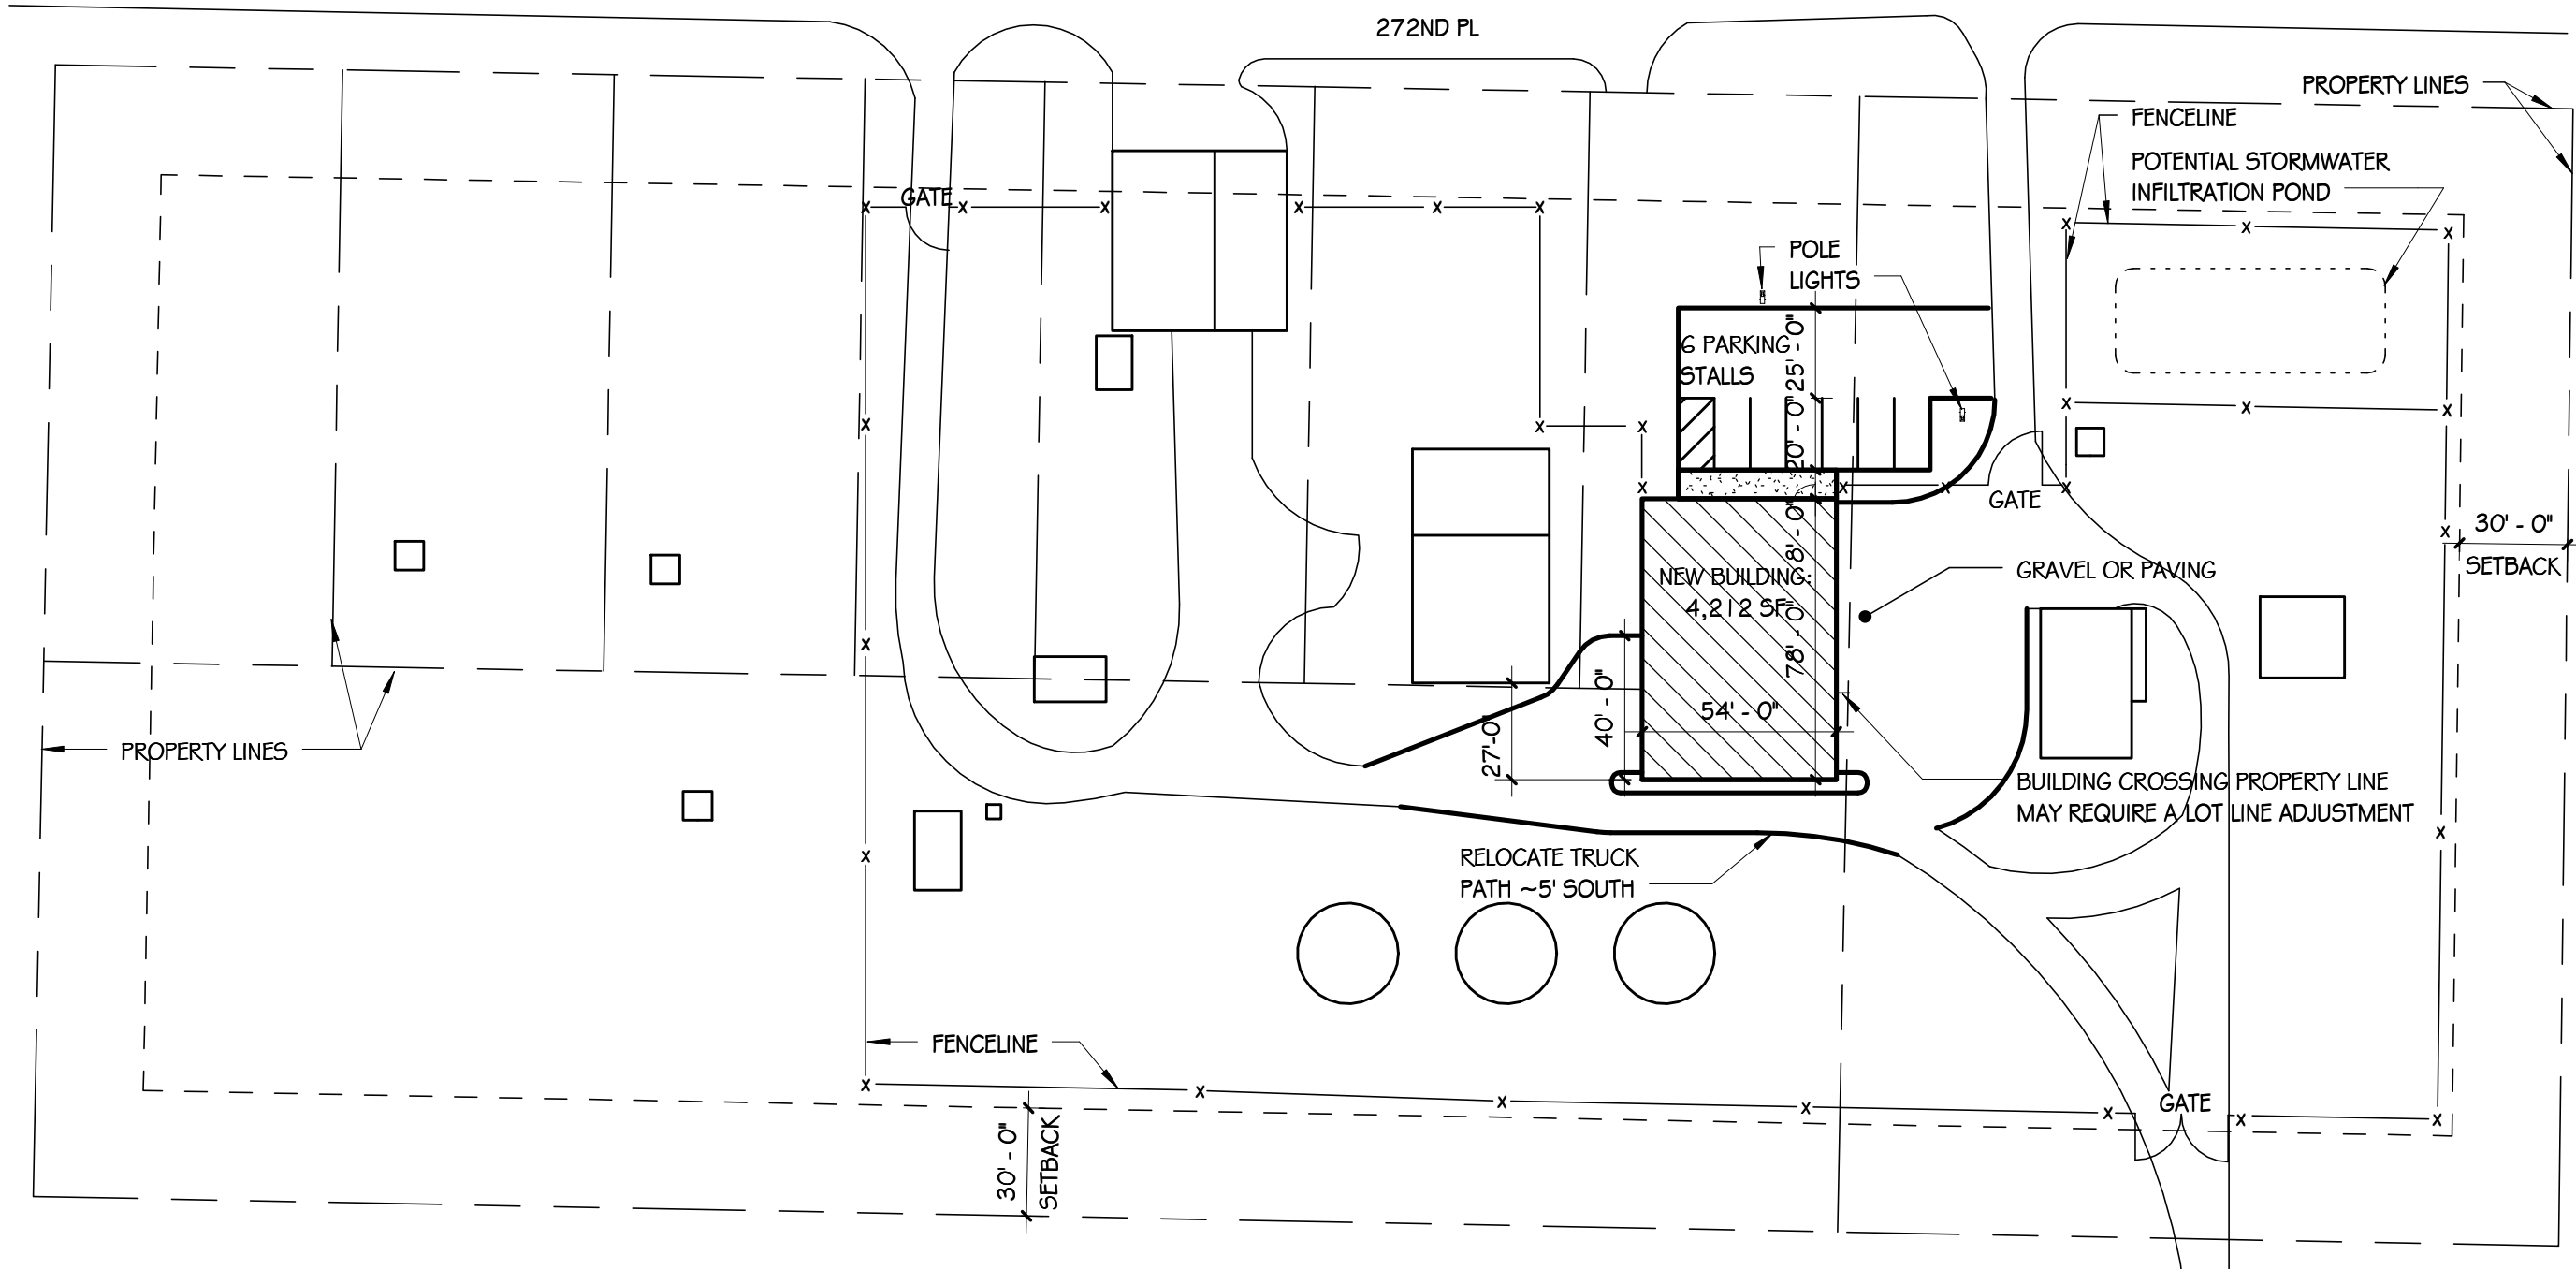 272ND PL
PROPERTY LINES
FENCELINE
POTENTIAL STORMWATER
INFILTRATION POND
GATE
POLE
LIGHTS
6 PARKING
STALLS
25' - 0"
20' - 0"
8' - 0"
GATE
30' - 0"
SETBACK
GRAVEL OR PAVING
NEW BUILDING:
4,212 SF
78' - 0"
54' - 0"
40' - 0"
27'-0"
PROPERTY LINES
BUILDING CROSSING PROPERTY LINE
MAY REQUIRE A LOT LINE ADJUSTMENT
RELOCATE TRUCK
PATH ~5' SOUTH
FENCELINE
GATE
30' - 0"
SETBACK